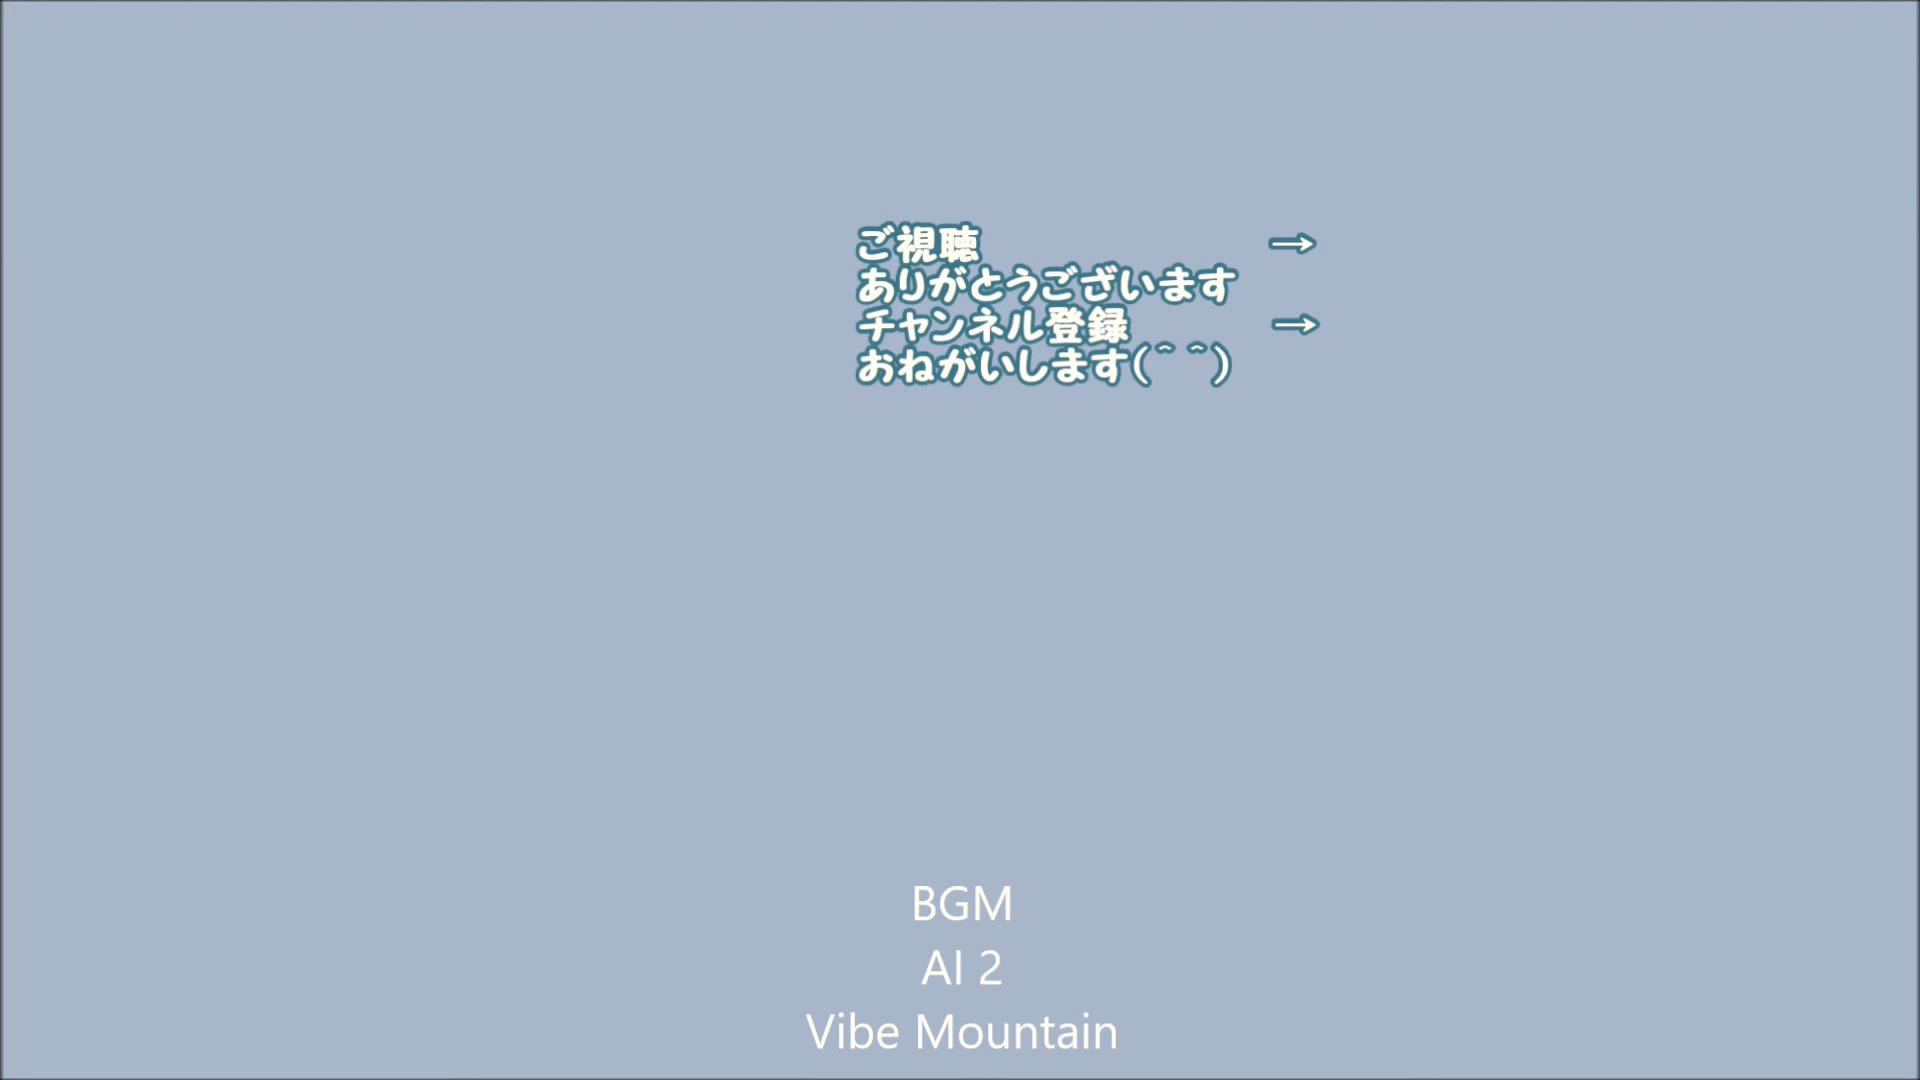 ご視聴 →
ありがとうございます
チャンネル登録 →
おねがいします(＾＾)
BGM
AI 2
Vibe Mountain